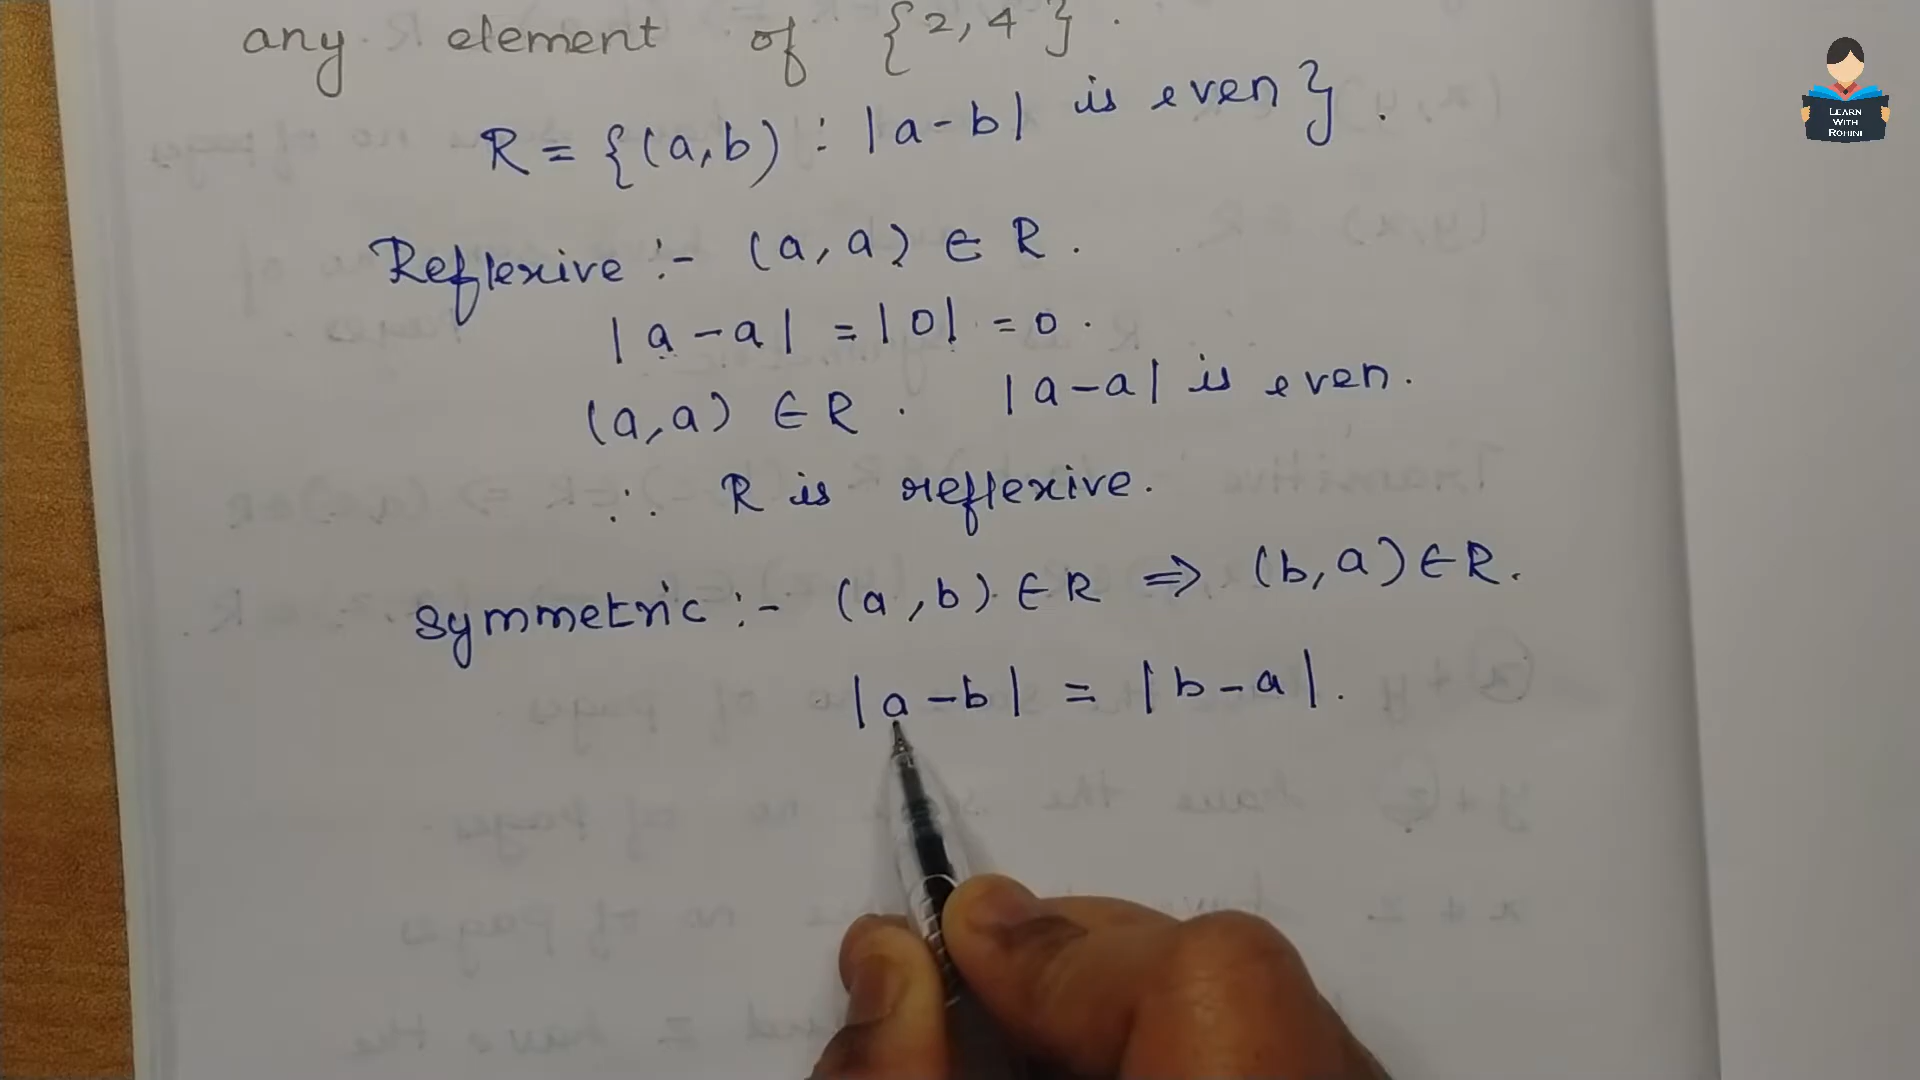 any element of {2,4}.
R = {(a,b) : |a-b| is even}.
Reflexive :- (a,a) ∈ R.
|a-a| = |0| = 0.
(a,a) ∈ R. |a-a| is even.
∴ R is reflexive.
symmetric :- (a,b) ∈ R ⇒ (b,a) ∈ R.
|a-b| = |b-a|.
LEARN
WITH
ROHINI